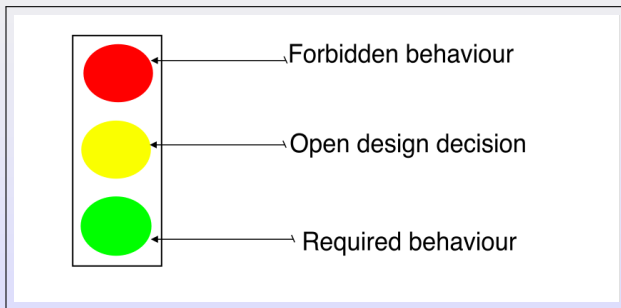 Forbidden behaviour
Open design decision
Required behaviour